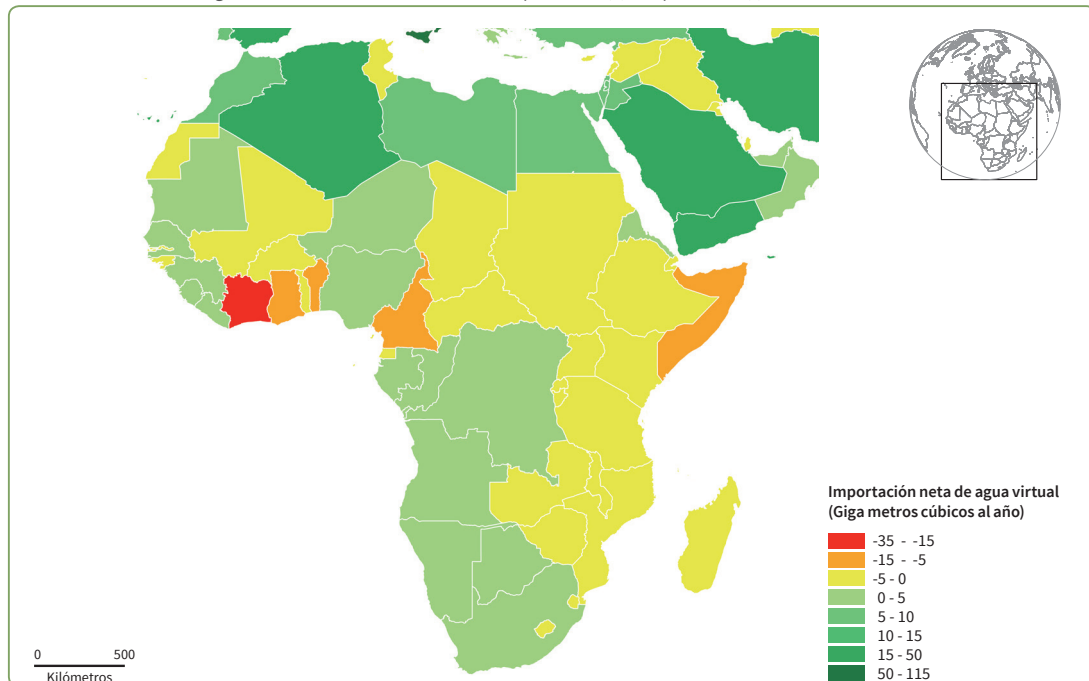 Importación neta de agua virtual
(Giga metros cúbicos al año)
-35 - -15
-15 - -5
-5 - 0
0 - 5
5 - 10
10 - 15
15 - 50
50 - 115
0 500
Kilómetros